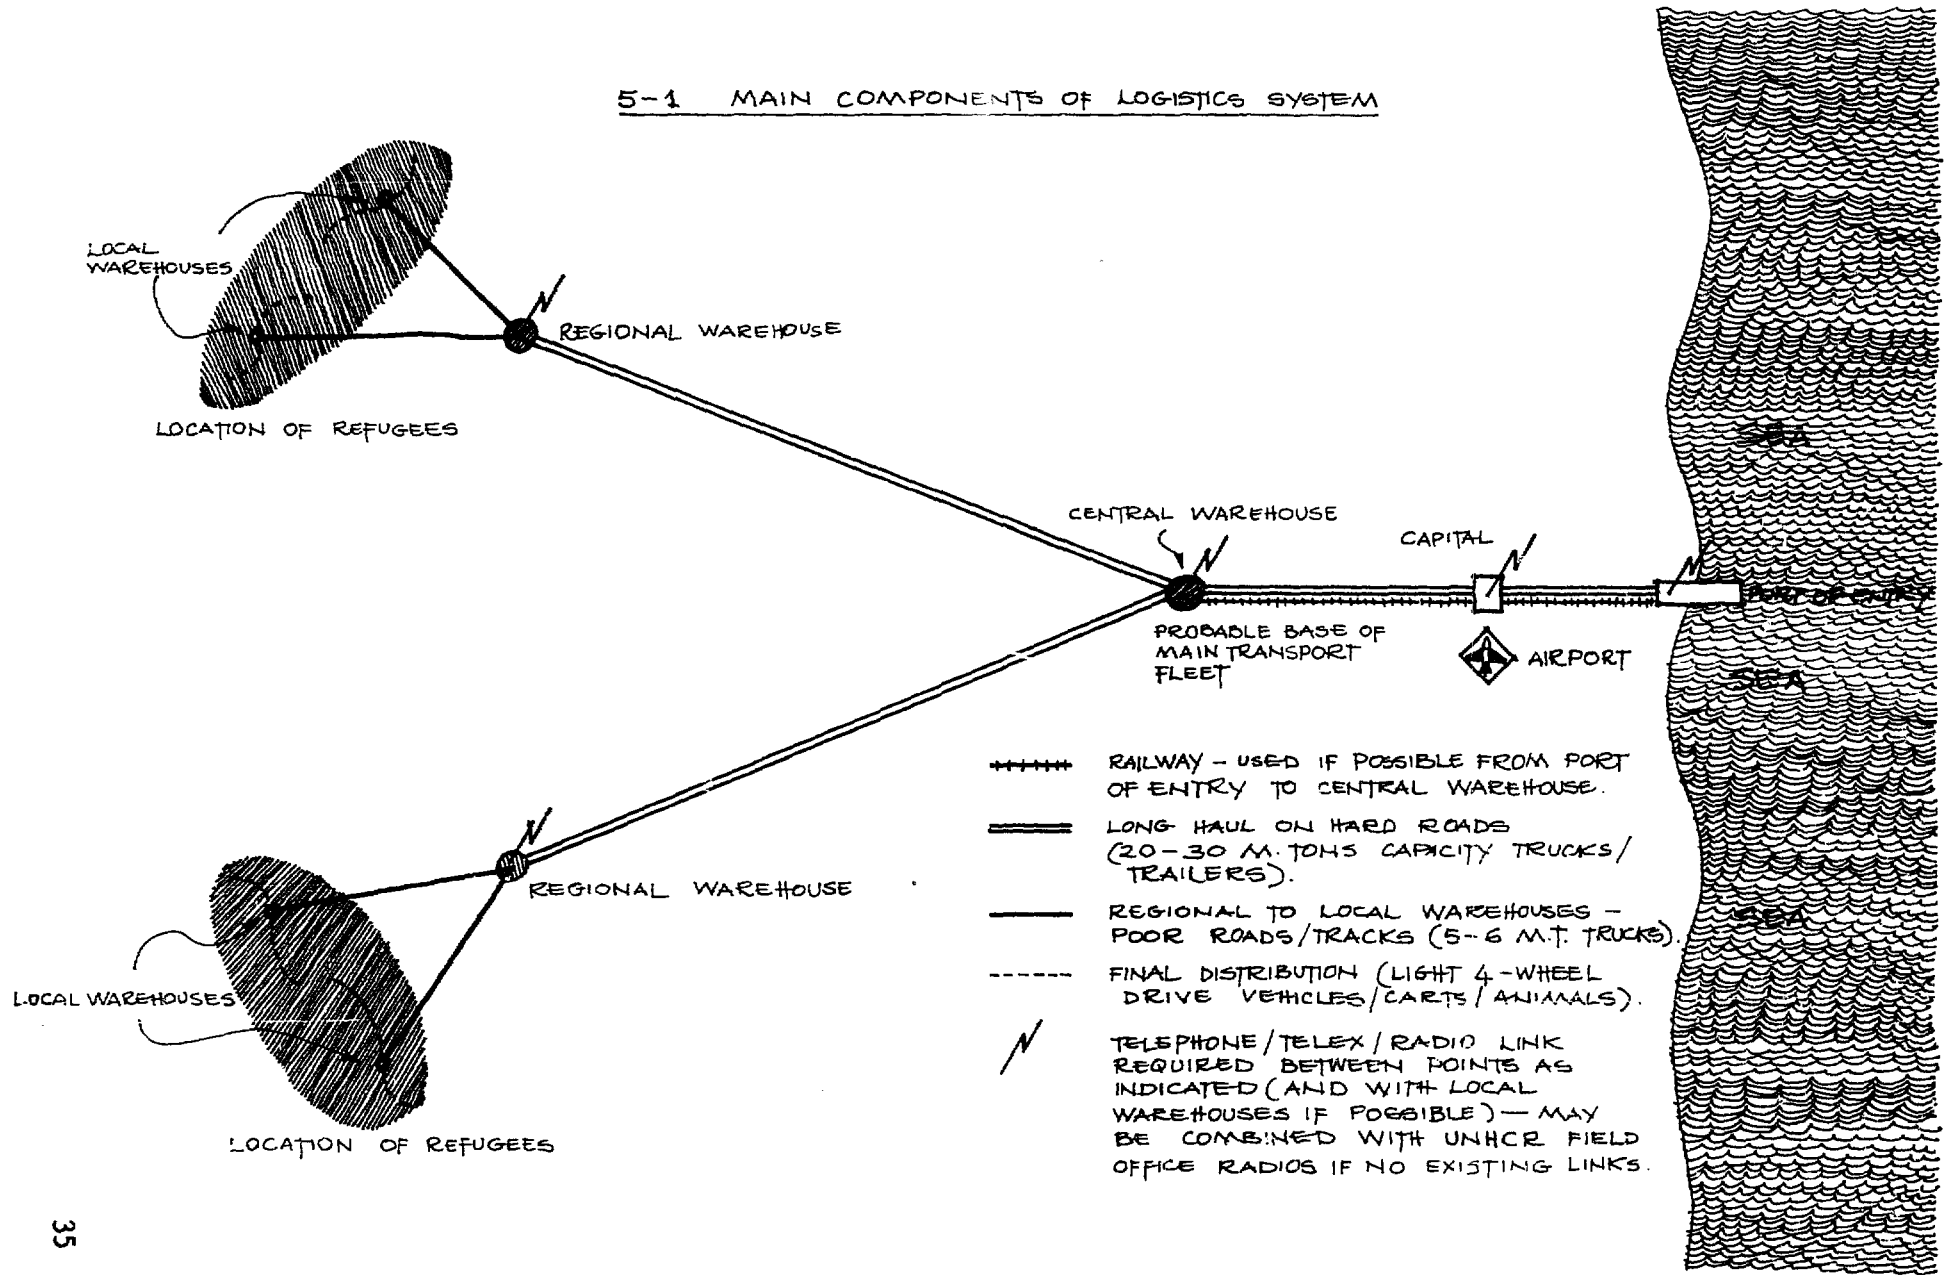 5-1 MAIN COMPONENTS OF LOGISTICS SYSTEM
LOCAL
WAREHOUSES
REGIONAL WAREHOUSE
LOCATION OF REFUGEES
SEA
CENTRAL WAREHOUSE
CAPITAL
PORT OF ENTRY
PROBABLE BASE OF
MAIN TRANSPORT
FLEET
AIRPORT
SEA
RAILWAY - USED IF POSSIBLE FROM PORT
OF ENTRY TO CENTRAL WAREHOUSE.
LONG HAUL ON HARD ROADS
(20-30 M. TONS CAPACITY TRUCKS/
TRAILERS).
REGIONAL WAREHOUSE
REGIONAL TO LOCAL WAREHOUSES -
POOR ROADS/TRACKS (5-6 M.T. TRUCKS).
SEA
FINAL DISTRIBUTION (LIGHT 4-WHEEL
DRIVE VEHICLES/CARTS/ANIMALS).
LOCAL WAREHOUSES
TELEPHONE/TELEX/RADIO LINK
REQUIRED BETWEEN POINTS AS
INDICATED (AND WITH LOCAL
WAREHOUSES IF POSSIBLE) - MAY
BE COMBINED WITH UNHCR FIELD
OFFICE RADIOS IF NO EXISTING LINKS.
LOCATION OF REFUGEES
35